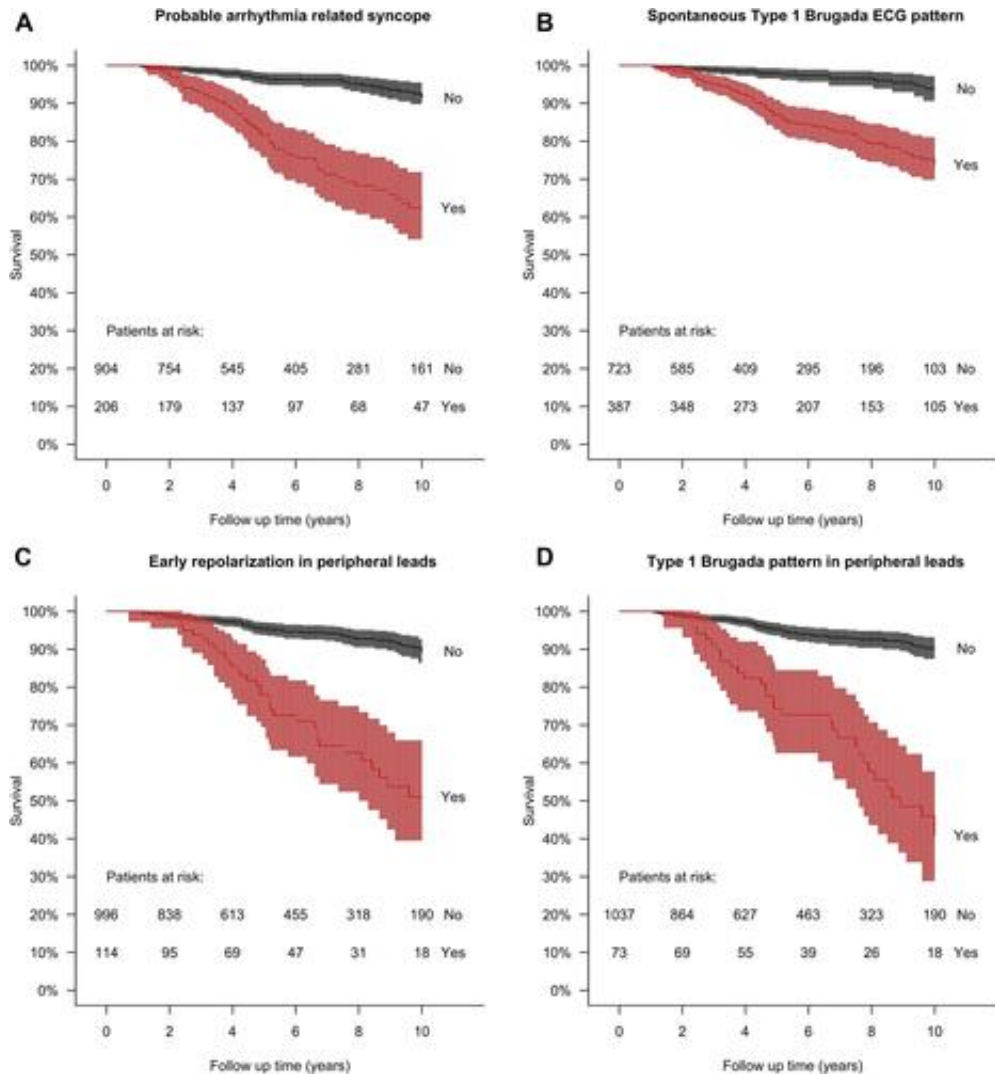 A Probable arrhythmia related syncope
100%
90%
80%
70%
60%
50%
40%
30%
20%
10%
0%
Survival
No
Yes
Patients at risk:
904 754 545 405 281 161 No
206 179 137 97 68 47 Yes
0 2 4 6 8 10
Follow up time (years)
B Spontaneous Type 1 Brugada ECG pattern
100%
90%
80%
70%
60%
50%
40%
30%
20%
10%
0%
Survival
No
Yes
Patients at risk:
723 585 409 295 196 103 No
387 348 273 207 153 105 Yes
0 2 4 6 8 10
Follow up time (years)
C Early repolarization in peripheral leads
100%
90%
80%
70%
60%
50%
40%
30%
20%
10%
0%
Survival
No
Yes
Patients at risk:
996 838 613 455 318 190 No
114 95 69 47 31 18 Yes
0 2 4 6 8 10
Follow up time (years)
D Type 1 Brugada pattern in peripheral leads
100%
90%
80%
70%
60%
50%
40%
30%
20%
10%
0%
Survival
No
Yes
Patients at risk:
1037 864 627 463 323 190 No
73 69 55 39 26 18 Yes
0 2 4 6 8 10
Follow up time (years)